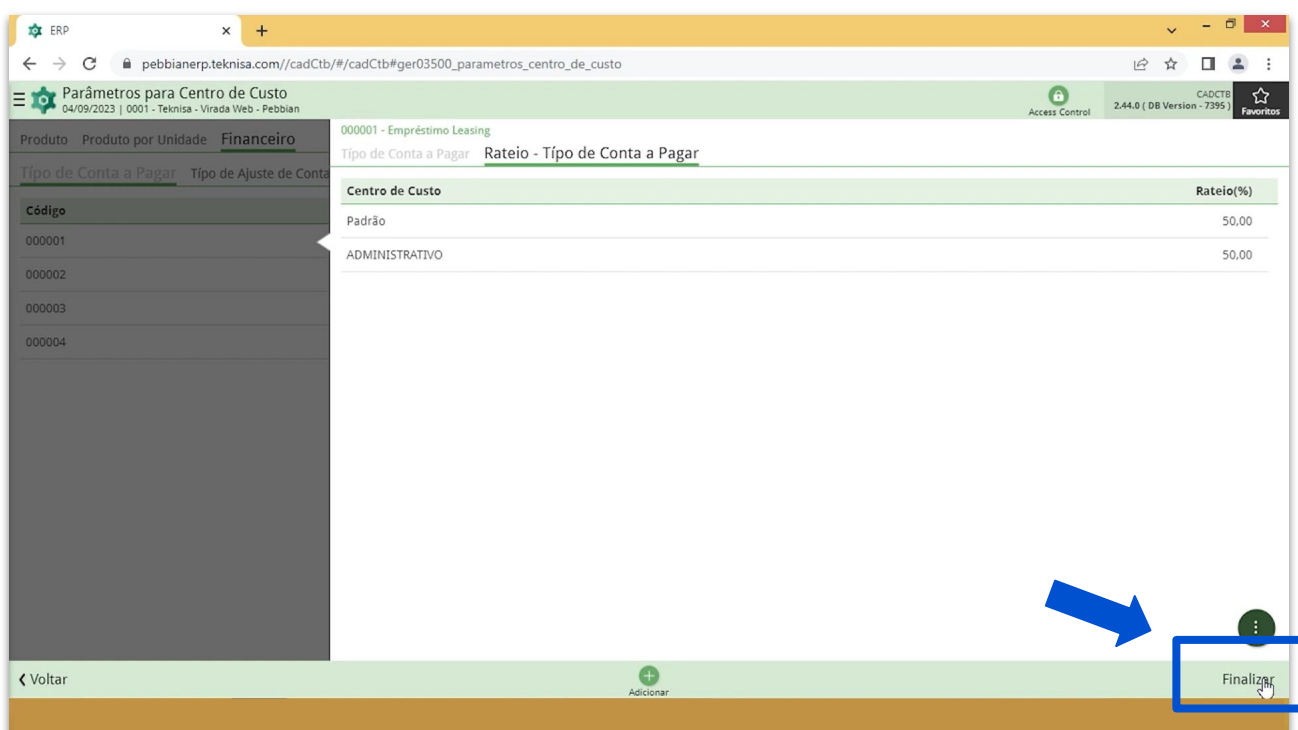 ERP
pebbianerp.teknisa.com//cadCtb/#/cadCtb#ger03500_parametros_centro_de_custo
Parâmetros para Centro de Custo
04/09/2023 | 0001 - Teknisa - Virada Web - Pebbian
Access Control
CADCTB
2.44.0 ( DB Version - 7395 )
Favoritos
Produto Produto por Unidade Financeiro
Típo de Conta a Pagar Típo de Ajuste de Conta
Código
000001
000002
000003
000004
000001 - Empréstimo Leasing
Típo de Conta a Pagar Rateio - Típo de Conta a Pagar
Centro de Custo Rateio(%)
Padrão 50,00
ADMINISTRATIVO 50,00
Voltar
Adicionar
Finalizar